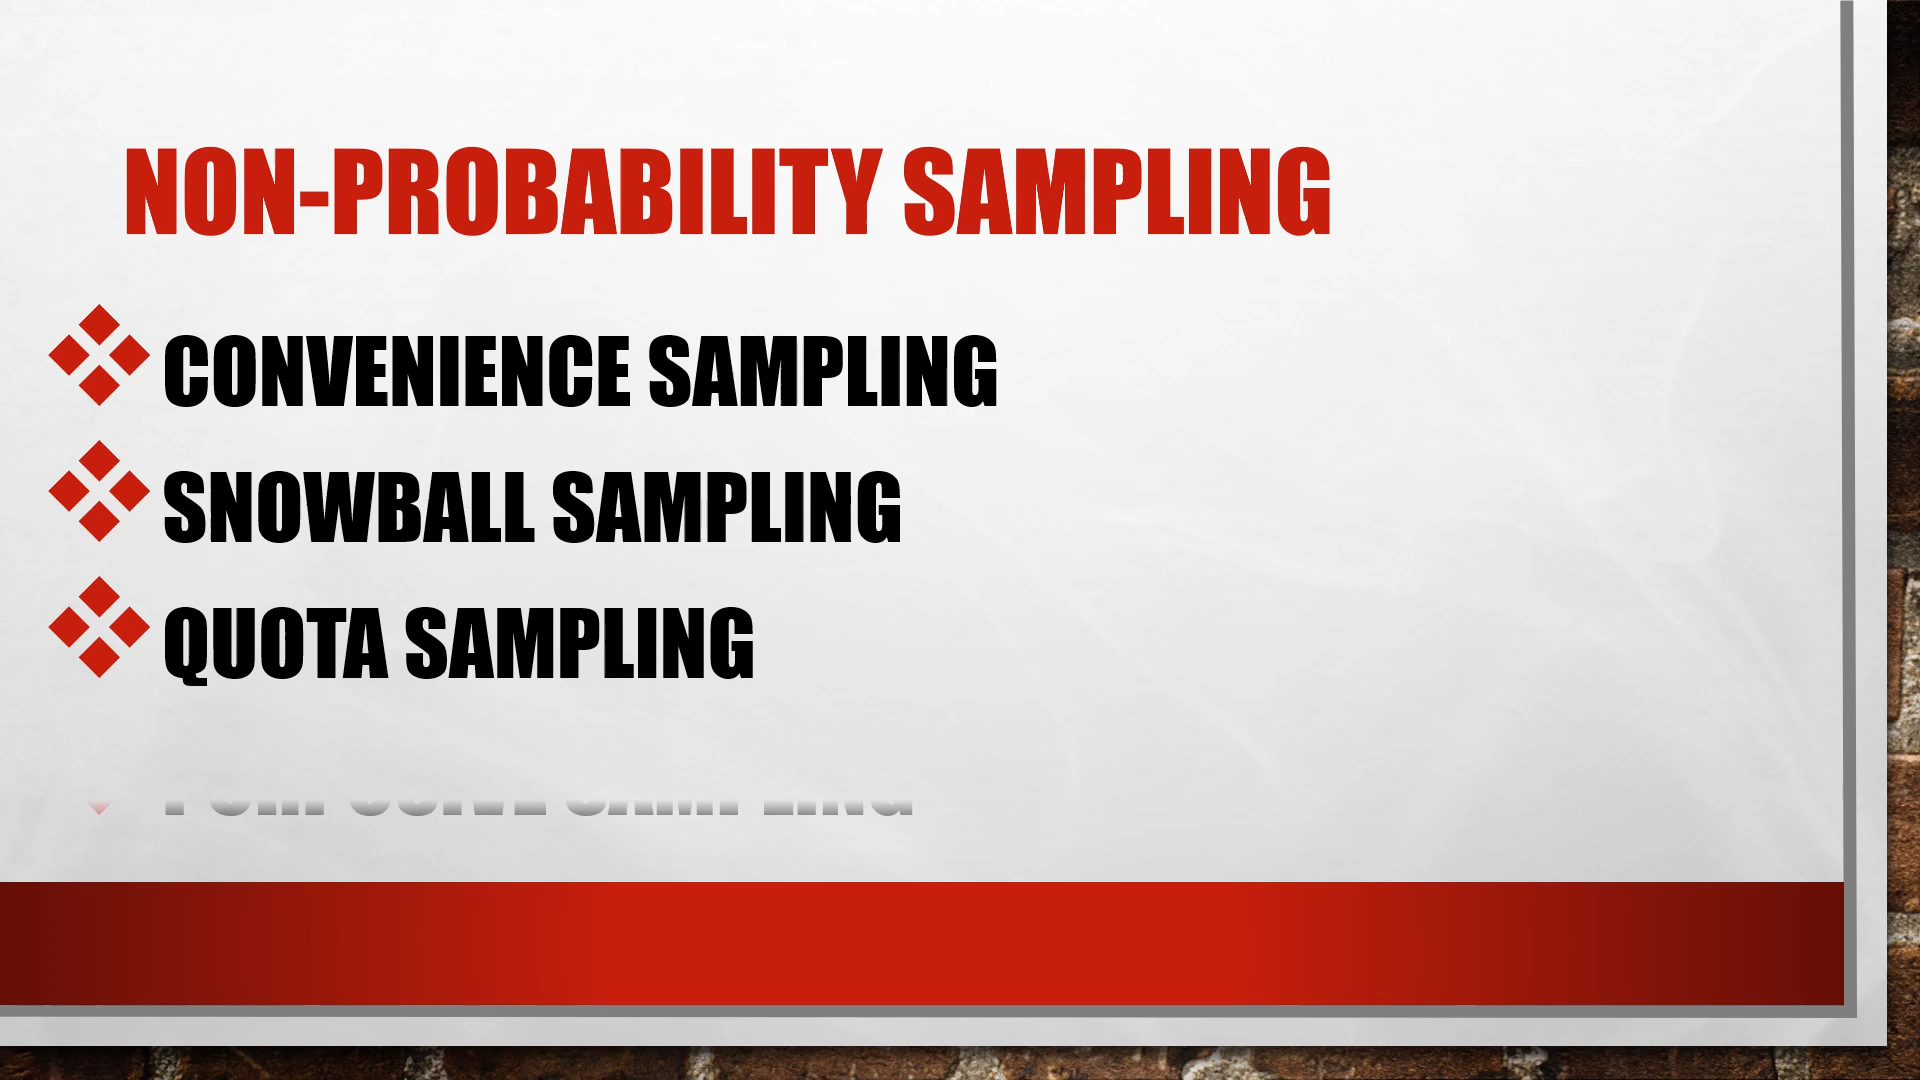 NON-PROBABILITY SAMPLING
CONVENIENCE SAMPLING
SNOWBALL SAMPLING
QUOTA SAMPLING
PURPOSIVE SAMPLING